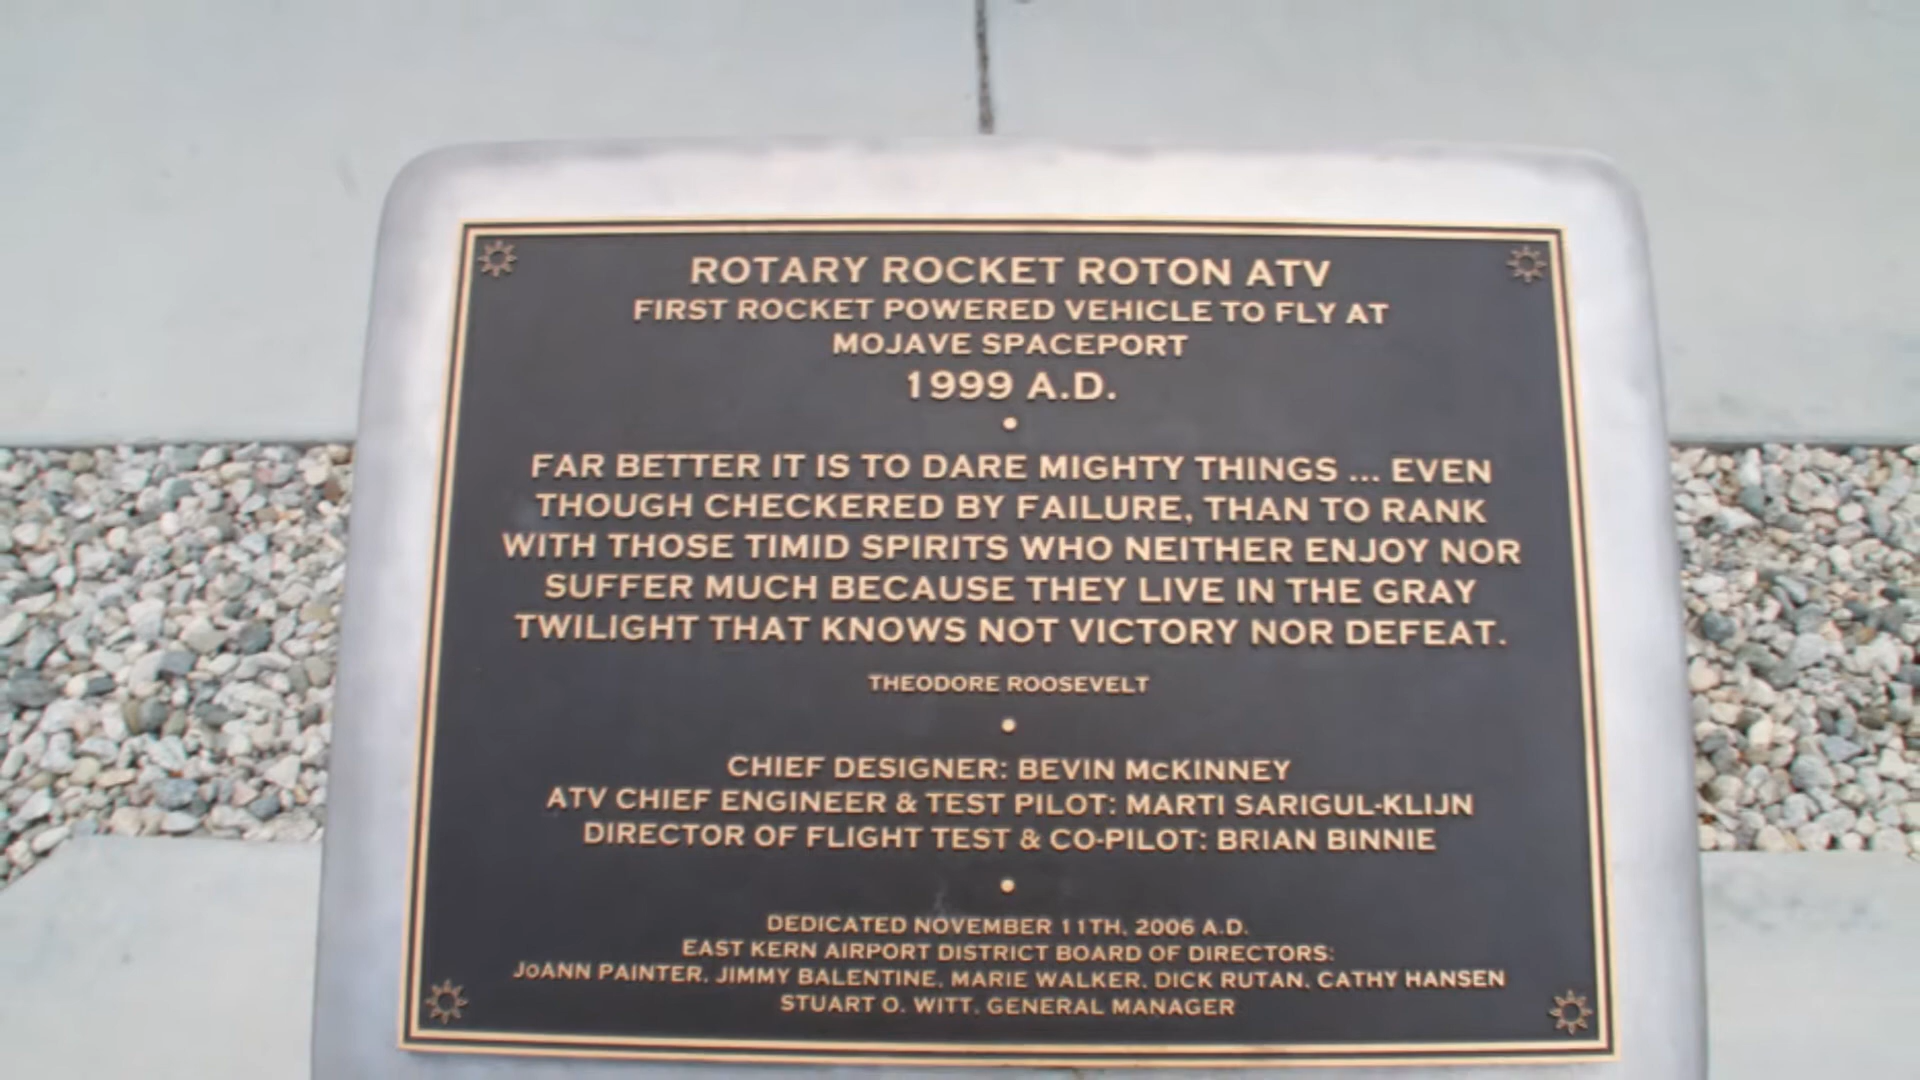 ROTARY ROCKET ROTON ATV
FIRST ROCKET POWERED VEHICLE TO FLY AT
MOJAVE SPACEPORT
1999 A.D.
FAR BETTER IT IS TO DARE MIGHTY THINGS ... EVEN
THOUGH CHECKERED BY FAILURE, THAN TO RANK
WITH THOSE TIMID SPIRITS WHO NEITHER ENJOY NOR
SUFFER MUCH BECAUSE THEY LIVE IN THE GRAY
TWILIGHT THAT KNOWS NOT VICTORY NOR DEFEAT.
THEODORE ROOSEVELT
CHIEF DESIGNER: BEVIN McKINNEY
ATV CHIEF ENGINEER & TEST PILOT: MARTI SARIGUL-KLIJN
DIRECTOR OF FLIGHT TEST & CO-PILOT: BRIAN BINNIE
DEDICATED NOVEMBER 11TH, 2006 A.D.
EAST KERN AIRPORT DISTRICT BOARD OF DIRECTORS:
JoANN PAINTER, JIMMY BALENTINE, MARIE WALKER, DICK RUTAN, CATHY HANSEN
STUART O. WITT, GENERAL MANAGER